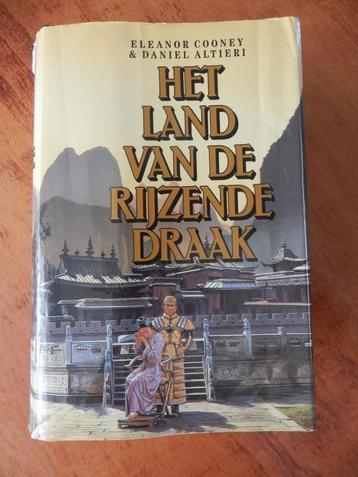 ELEANOR COONEY
& DANIEL ALTIERI
HET
LAND
VAN DE
RIJZENDE
DRAAK